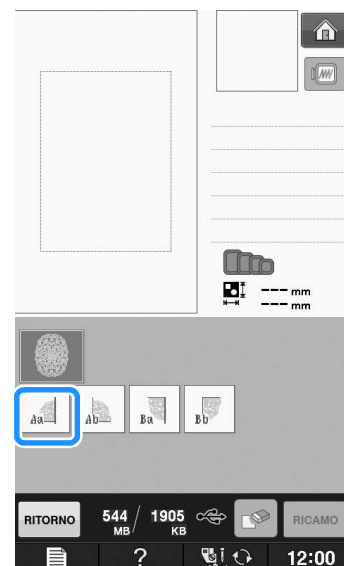 --- mm
--- mm
Aa Ab Ba Bb
RITORNO 544 MB / 1905 KB RICAMO
? i 12:00